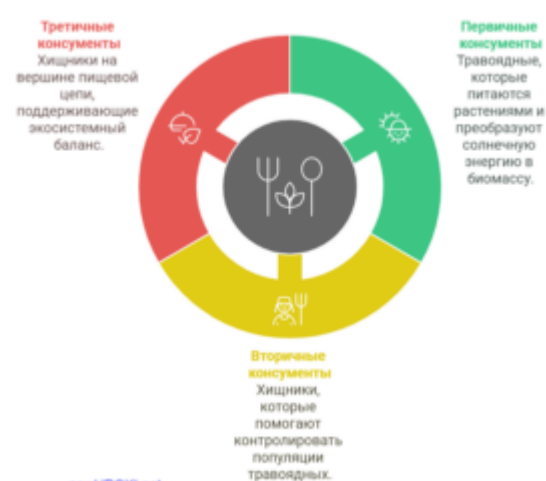 Третичные
консументы
Хищники на
вершине пищевой
цепи,
поддерживающие
экосистемный
баланс.
Первичные
консументы
Травоядные,
которые
питаются
растениями и
преобразуют
солнечную
энергию в
биомассу.
Вторичные
консументы
Хищники,
которые
помогают
контролировать
популяции
травоядных.